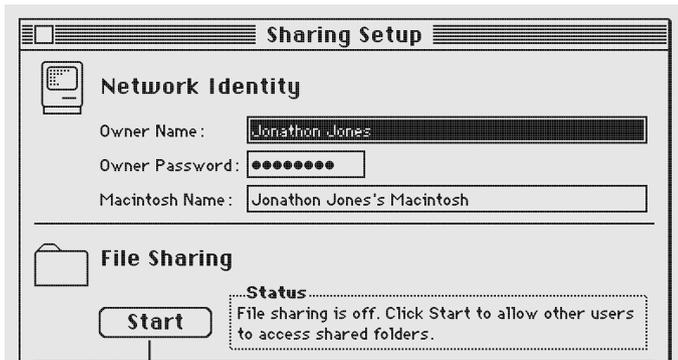 Sharing Setup
Network Identity
Owner Name:
Jonathon Jones
Owner Password:
●●●●●●●●
Macintosh Name:
Jonathon Jones's Macintosh
File Sharing
Start
Status
File sharing is off. Click Start to allow other users
to access shared folders.